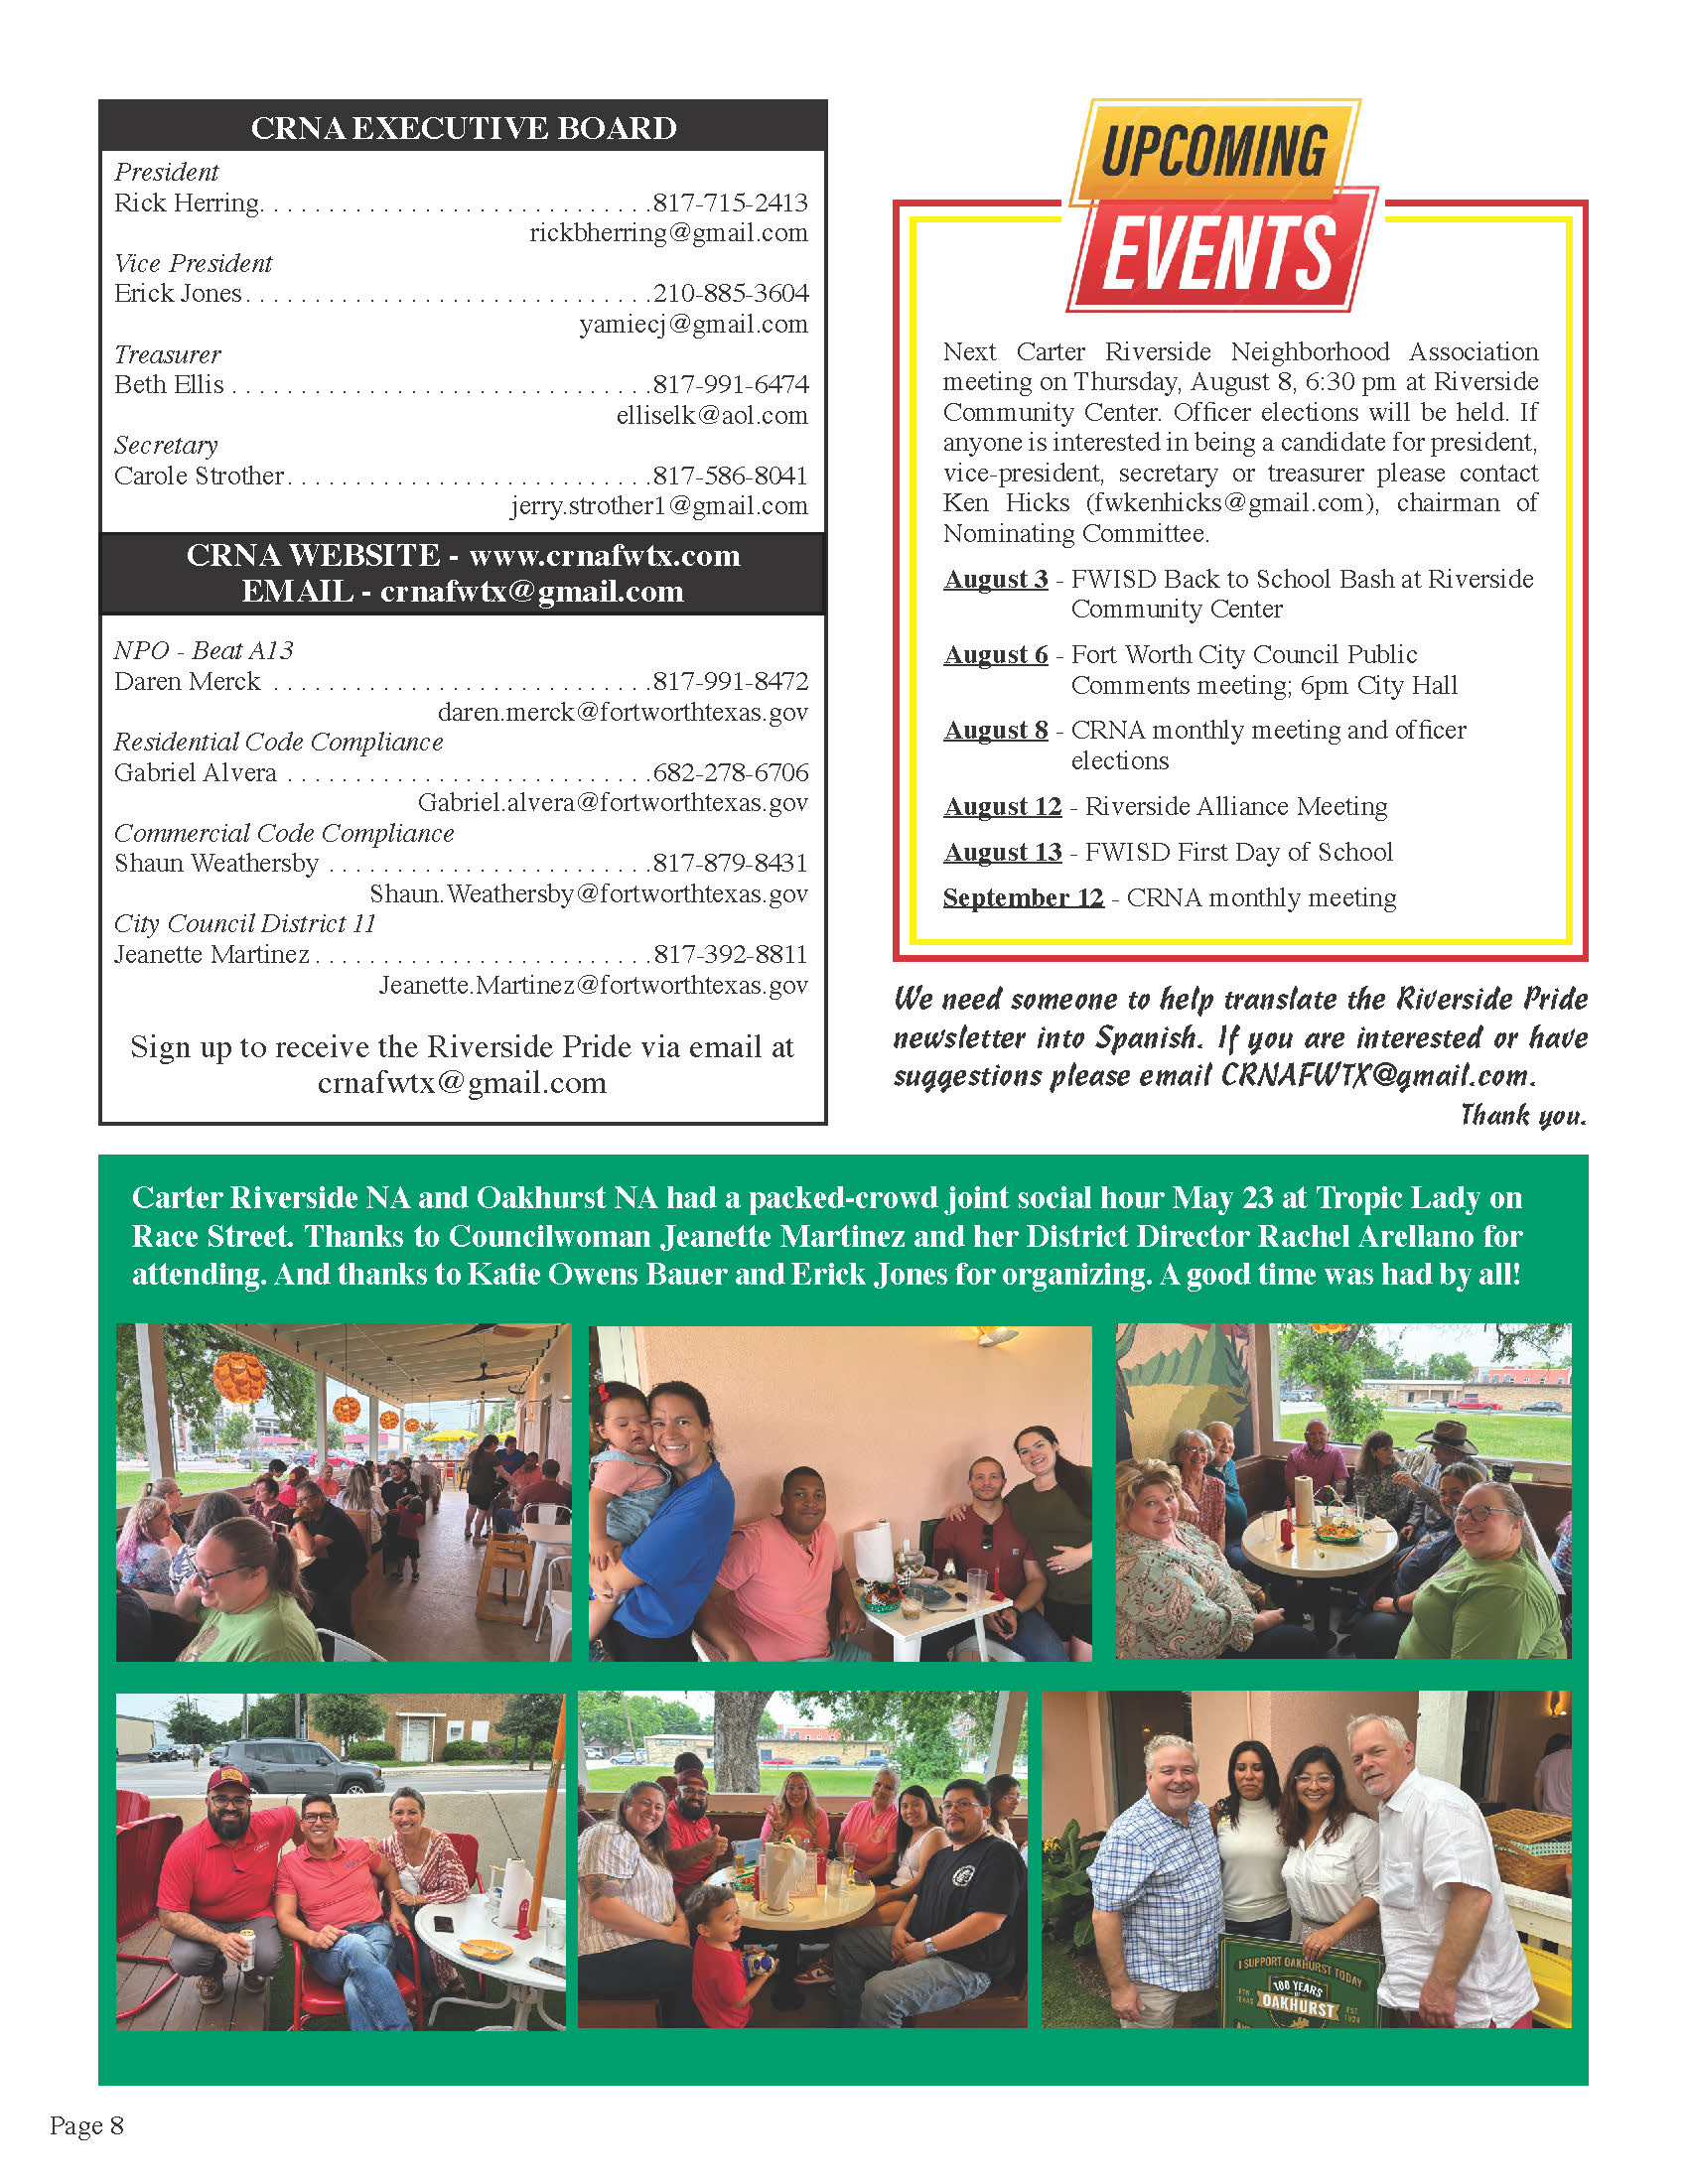 CRNA EXECUTIVE BOARD
President
Rick Herring. . . . . . . . . . . . . . . . . . . . . . . . . . . . .817-715-2413
rickbherring@gmail.com
Vice President
Erick Jones. . . . . . . . . . . . . . . . . . . . . . . . . . . . . .210-885-3604
yamiecj@gmail.com
Treasurer
Beth Ellis . . . . . . . . . . . . . . . . . . . . . . . . . . . . . . .817-991-6474
elliselk@aol.com
Secretary
Carole Strother. . . . . . . . . . . . . . . . . . . . . . . . . . .817-586-8041
jerry.strother1@gmail.com
CRNA WEBSITE - www.crnafwtx.com
EMAIL - crnafwtx@gmail.com
NPO - Beat A13
Daren Merck . . . . . . . . . . . . . . . . . . . . . . . . . . . .817-991-8472
daren.merck@fortworthtexas.gov
Residential Code Compliance
Gabriel Alvera . . . . . . . . . . . . . . . . . . . . . . . . . . .682-278-6706
Gabriel.alvera@fortworthtexas.gov
Commercial Code Compliance
Shaun Weathersby . . . . . . . . . . . . . . . . . . . . . . . .817-879-8431
Shaun.Weathersby@fortworthtexas.gov
City Council District 11
Jeanette Martinez . . . . . . . . . . . . . . . . . . . . . . . . .817-392-8811
Jeanette.Martinez@fortworthtexas.gov
Sign up to receive the Riverside Pride via email at
crnafwtx@gmail.com
UPCOMING
EVENTS
Next Carter Riverside Neighborhood Association
meeting on Thursday, August 8, 6:30 pm at Riverside
Community Center. Officer elections will be held. If
anyone is interested in being a candidate for president,
vice-president, secretary or treasurer please contact
Ken Hicks (fwkenhicks@gmail.com), chairman of
Nominating Committee.
August 3 - FWISD Back to School Bash at Riverside
Community Center
August 6 - Fort Worth City Council Public
Comments meeting; 6pm City Hall
August 8 - CRNA monthly meeting and officer
elections
August 12 - Riverside Alliance Meeting
August 13 - FWISD First Day of School
September 12 - CRNA monthly meeting
We need someone to help translate the Riverside Pride
newsletter into Spanish. If you are interested or have
suggestions please email CRNAFWTX@gmail.com.
Thank you.
Carter Riverside NA and Oakhurst NA had a packed-crowd joint social hour May 23 at Tropic Lady on
Race Street. Thanks to Councilwoman Jeanette Martinez and her District Director Rachel Arellano for
attending. And thanks to Katie Owens Bauer and Erick Jones for organizing. A good time was had by all!
I SUPPORT OAKHURST TODAY
100 YEARS
OF
FTW
TEXAS
OAKHURST
EST
1924
Page 8